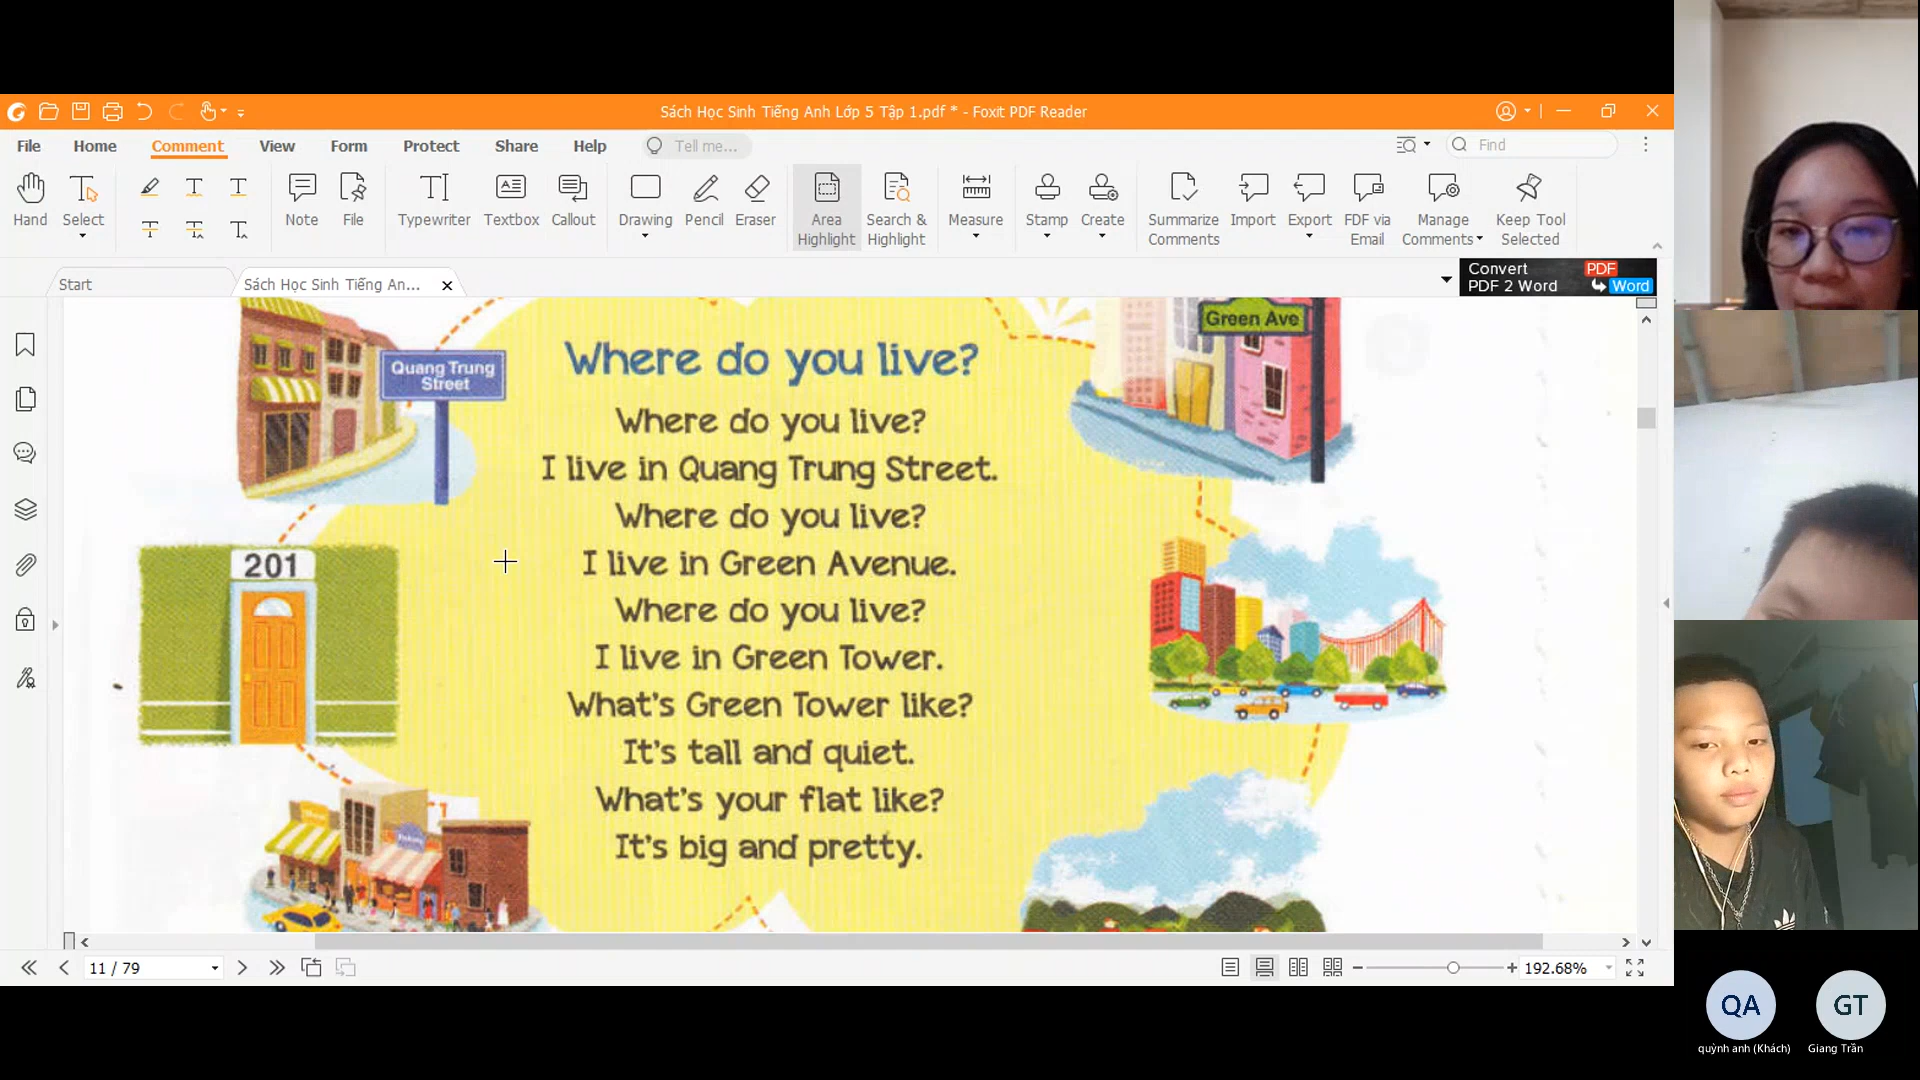 Sách Học Sinh Tiếng Anh Lớp 5 Tập 1.pdf * - Foxit PDF Reader
File Home Comment View Form Protect Share Help Tell me... Find
Hand
Select
Note
File
Typewriter
Textbox
Callout
Drawing
Pencil
Eraser
Area
Highlight
Search &
Highlight
Measure
Stamp
Create
Summarize
Comments
Import
Export
FDF via
Email
Manage
Comments
Keep Tool
Selected
Start
Sách Học Sinh Tiếng An...
Convert PDF
PDF 2 Word Word
Quang Trung
Street
Green Ave
201
Where do you live?
Where do you live?
I live in Quang Trung Street.
Where do you live?
I live in Green Avenue.
Where do you live?
I live in Green Tower.
What's Green Tower like?
It's tall and quiet.
What's your flat like?
It's big and pretty.
11 / 79
192.68%
QA
GT
quỳnh anh (Khách)
Giang Trần